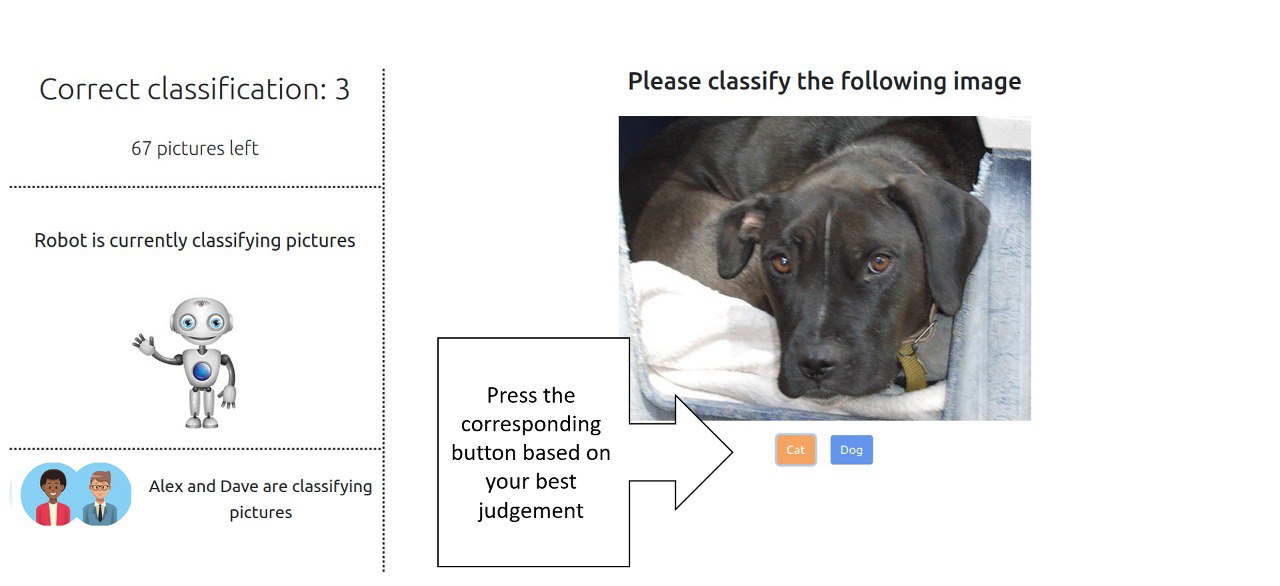 Correct classification: 3
67 pictures left
Robot is currently classifying pictures
Alex and Dave are classifying
pictures
Please classify the following image
Press the
corresponding
button based on
your best
judgement
Cat
Dog